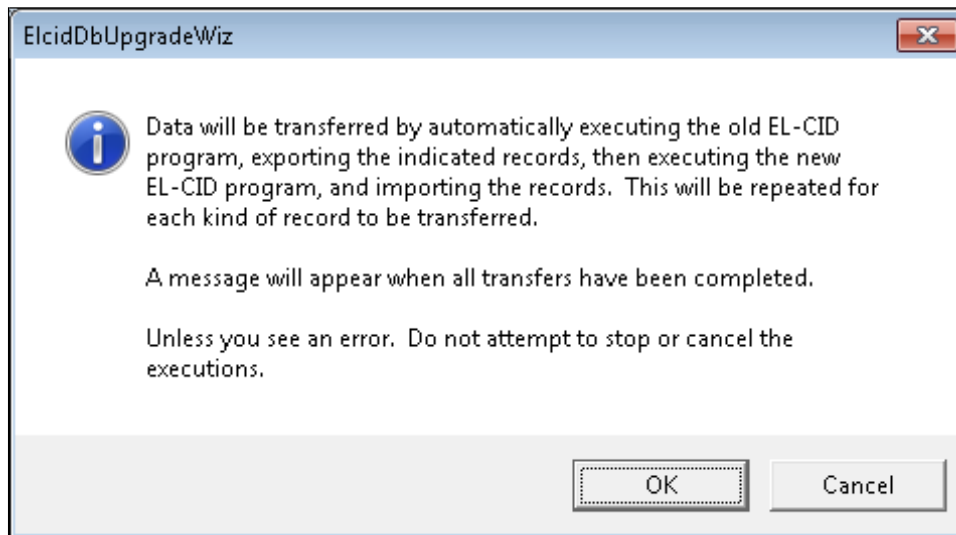 ElcidDbUpgradeWiz
Data will be transferred by automatically executing the old EL-CID
program, exporting the indicated records, then executing the new
EL-CID program, and importing the records.  This will be repeated for
each kind of record to be transferred.
A message will appear when all transfers have been completed.
Unless you see an error.  Do not attempt to stop or cancel the
executions.
OK
Cancel